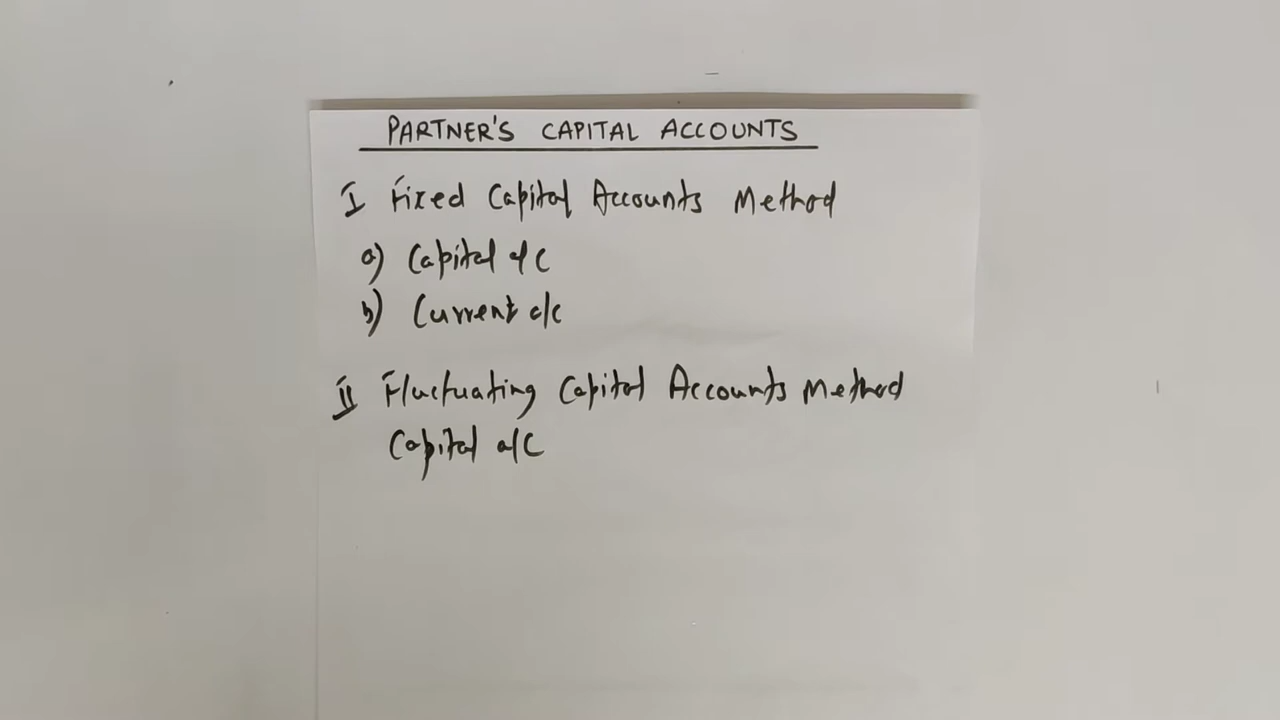 PARTNER'S CAPITAL ACCOUNTS
I Fixed Capital Accounts Method
a) Capital a/c
b) Current a/c
II Fluctuating Capital Accounts Method
Capital a/c